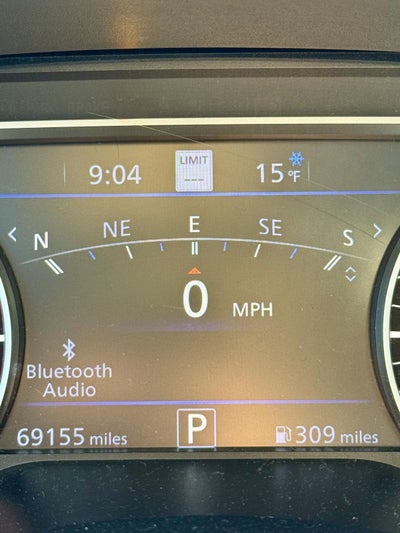 9:04
LIMIT
---
15 °F
N NE E SE S
0 MPH
Bluetooth
Audio
69155 miles
P
309 miles